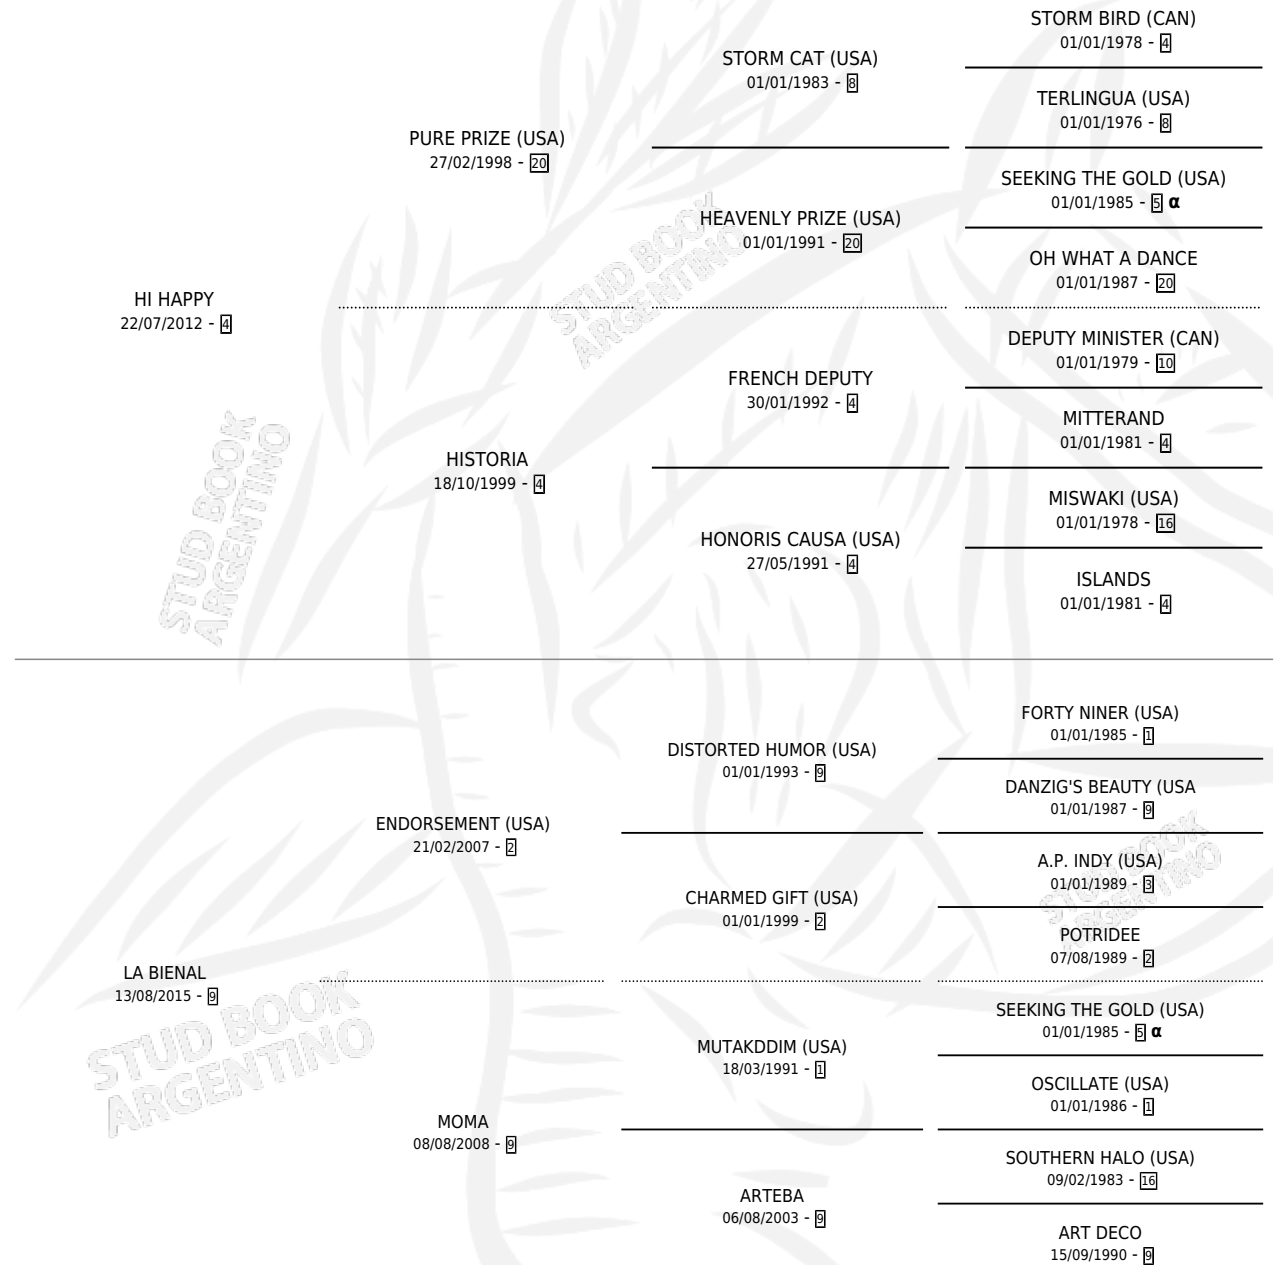 STORM BIRD (CAN)
01/01/1978 - 4
STORM CAT (USA)
01/01/1983 - 8
TERLINGUA (USA)
01/01/1976 - 8
PURE PRIZE (USA)
27/02/1998 - 20
SEEKING THE GOLD (USA)
01/01/1985 - 5 α
HEAVENLY PRIZE (USA)
01/01/1991 - 20
OH WHAT A DANCE
01/01/1987 - 20
HI HAPPY
22/07/2012 - 4
DEPUTY MINISTER (CAN)
01/01/1979 - 10
FRENCH DEPUTY
30/01/1992 - 4
MITTERAND
01/01/1981 - 4
HISTORIA
18/10/1999 - 4
MISWAKI (USA)
01/01/1978 - 16
HONORIS CAUSA (USA)
27/05/1991 - 4
ISLANDS
01/01/1981 - 4
FORTY NINER (USA)
01/01/1985 - 1
DISTORTED HUMOR (USA)
01/01/1993 - 9
DANZIG'S BEAUTY (USA
01/01/1987 - 9
ENDORSEMENT (USA)
21/02/2007 - 2
A.P. INDY (USA)
01/01/1989 - 3
CHARMED GIFT (USA)
01/01/1999 - 2
POTRIDEE
07/08/1989 - 2
LA BIENAL
13/08/2015 - 9
SEEKING THE GOLD (USA)
01/01/1985 - 5 α
MUTAKDDIM (USA)
18/03/1991 - 1
OSCILLATE (USA)
01/01/1986 - 1
MOMA
08/08/2008 - 9
SOUTHERN HALO (USA)
09/02/1983 - 16
ARTEBA
06/08/2003 - 9
ART DECO
15/09/1990 - 9
STUD BOOK
ARGENTINO
STUD BOOK
ARGENTINO
STUD BOOK
ARGENTINO
STUD BOOK
ARGENTINO